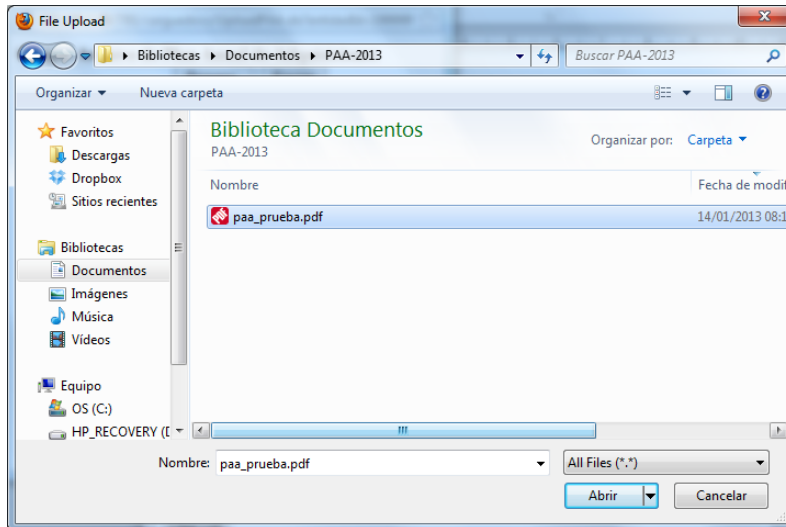 File Upload
Bibliotecas Documentos PAA-2013
Buscar PAA-2013
Organizar
Nueva carpeta
Favoritos
Descargas
Dropbox
Sitios recientes
Bibliotecas
Documentos
Imágenes
Música
Vídeos
Equipo
OS (C:)
HP_RECOVERY (D
Biblioteca Documentos
PAA-2013
Organizar por: Carpeta
Nombre
Fecha de modif
paa_prueba.pdf
14/01/2013 08:1
Nombre: paa_prueba.pdf
All Files (*.*)
Abrir
Cancelar